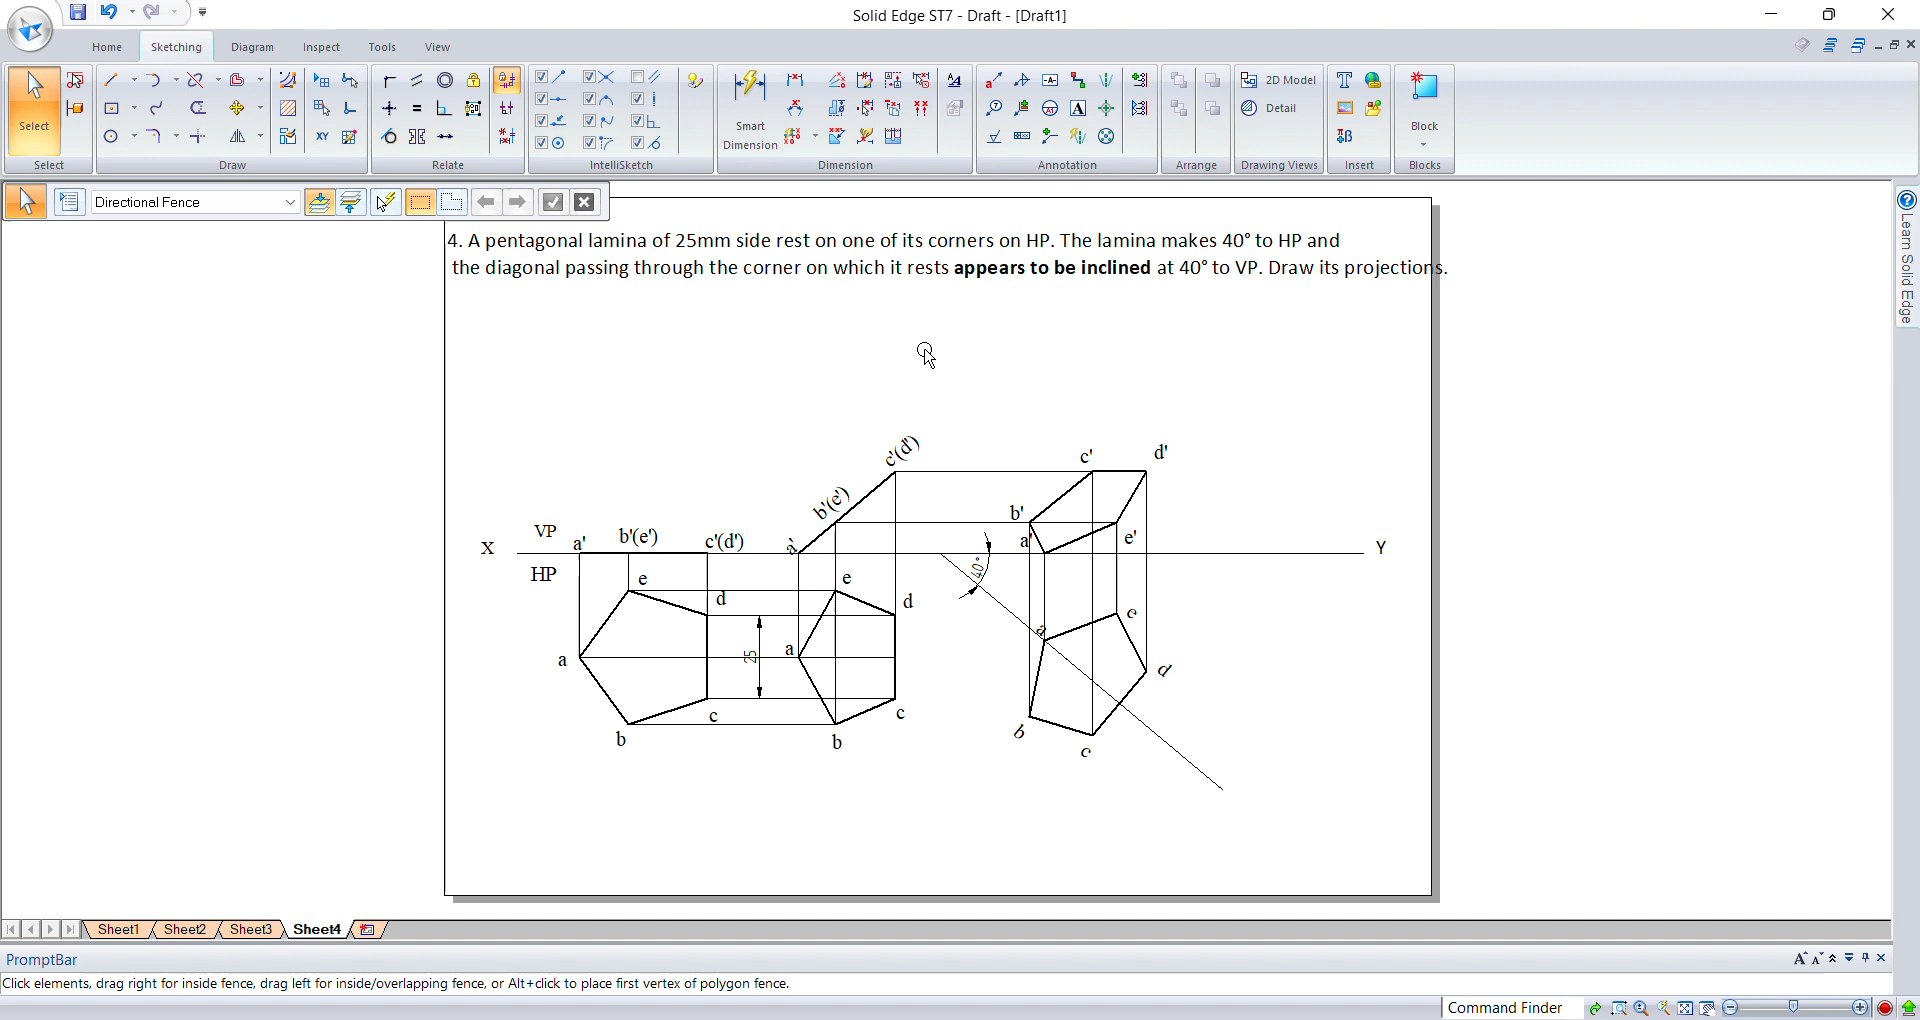 Solid Edge ST7 - Draft - [Draft1]
Home Sketching Diagram Inspect Tools View
Select
Smart
Dimension
2D Model
Detail
Block
Select Draw Relate IntelliSketch Dimension Annotation Arrange Drawing Views Insert Blocks
Directional Fence
Learn Solid Edge
4. A pentagonal lamina of 25mm side rest on one of its corners on HP. The lamina makes 40° to HP and
the diagonal passing through the corner on which it rests appears to be inclined at 40° to VP. Draw its projections.
c'(d') c' d'
b'(e') b'
X VP a' b'(e') c'(d') a' a' e' Y
HP
40°
e d e d
a 25 a a e
b c b c b c d
Sheet1 Sheet2 Sheet3 Sheet4
PromptBar
Click elements, drag right for inside fence, drag left for inside/overlapping fence, or Alt+click to place first vertex of polygon fence.
Command Finder